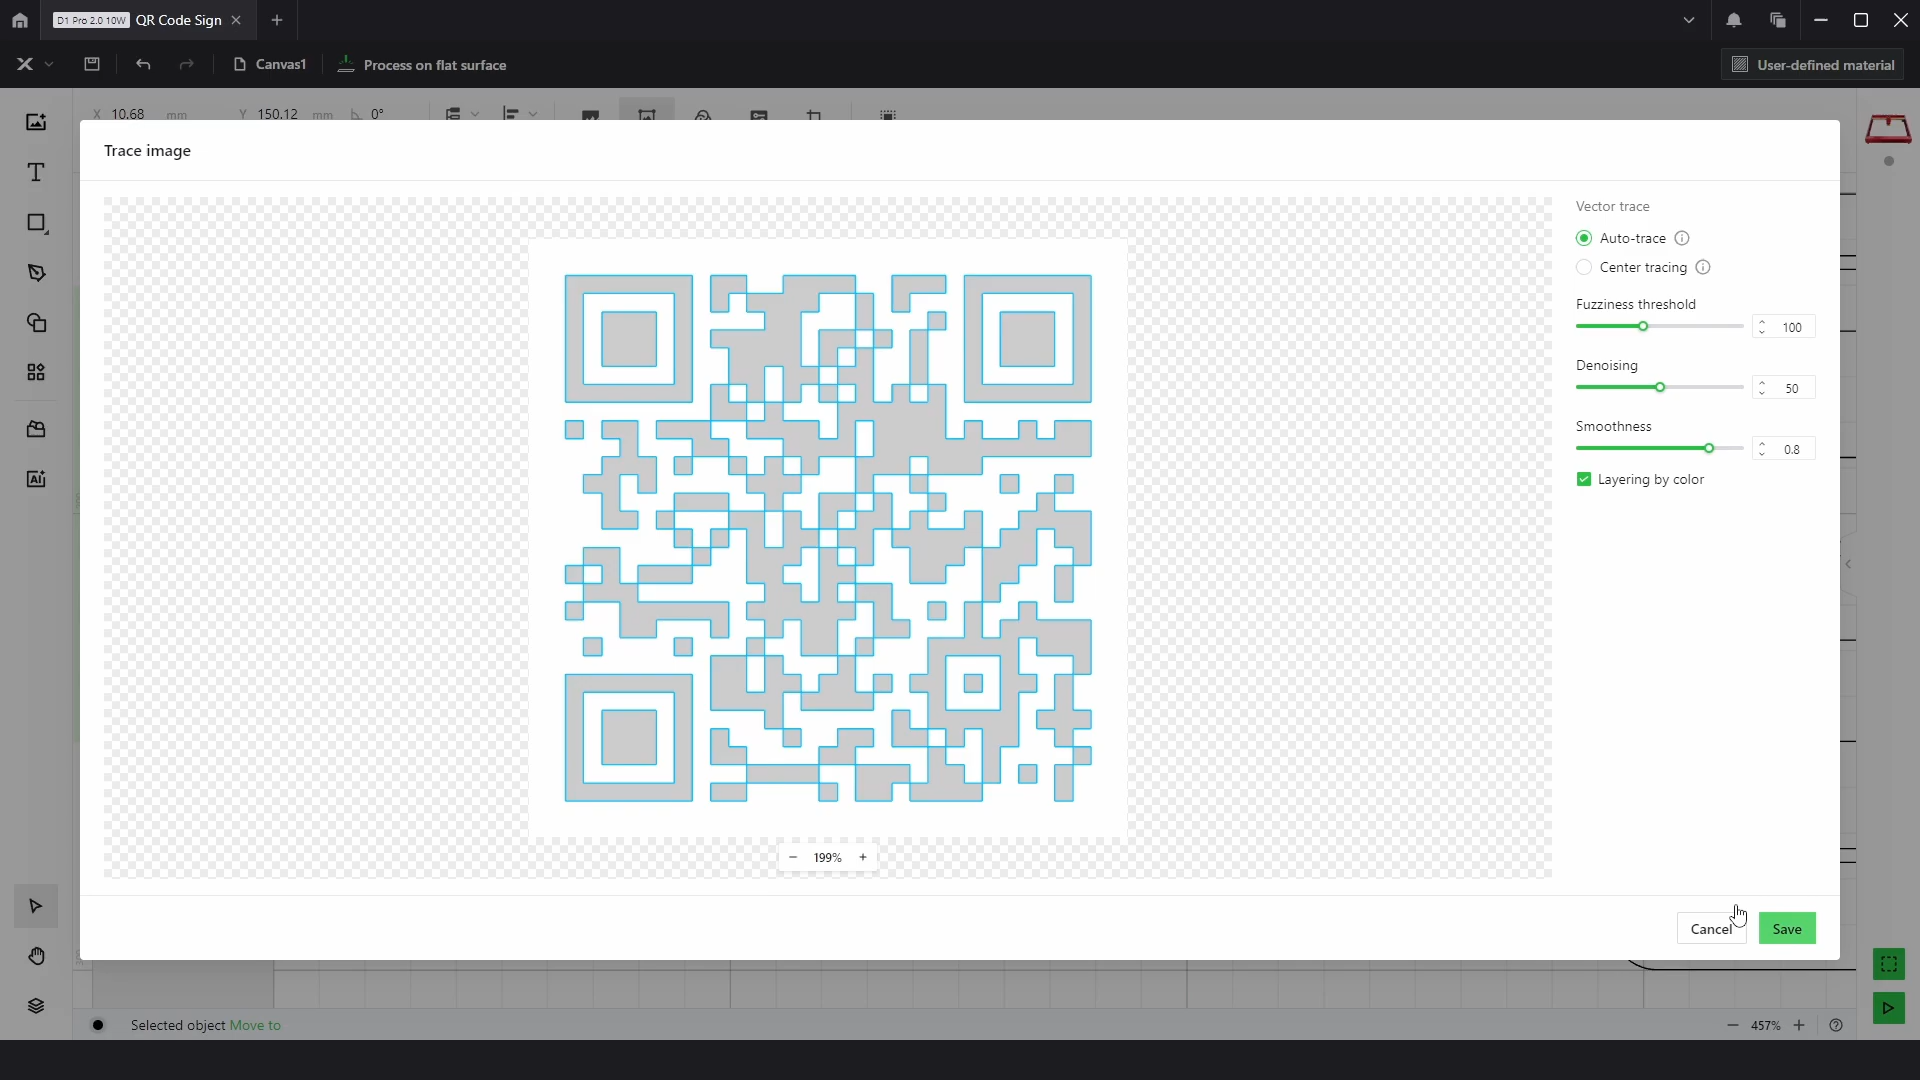 D1 Pro 2.0 10W QR Code Sign
Canvas1 Process on flat surface User-defined material
X 10.68 mm Y 150.12 mm 0°
Trace image
Vector trace
Auto-trace
Center tracing
Fuzziness threshold
100
Denoising
50
Smoothness
0.8
Layering by color
AI
199%
Cancel Save
Selected object Move to 457%